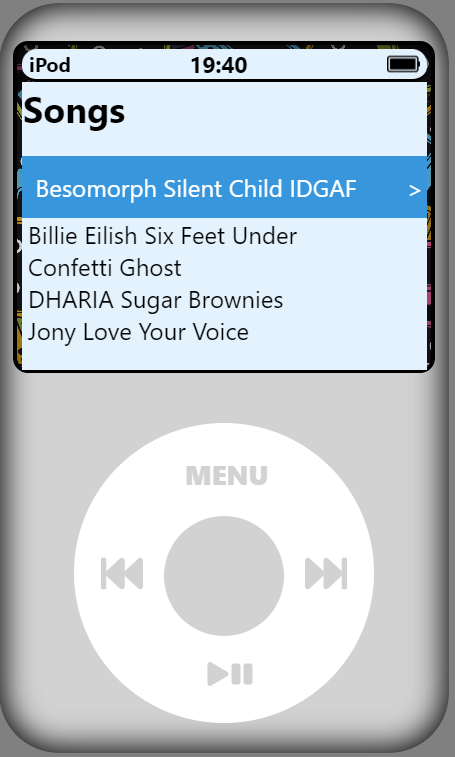 iPod 19:40
Songs
Besomorph Silent Child IDGAF >
Billie Eilish Six Feet Under
Confetti Ghost
DHARIA Sugar Brownies
Jony Love Your Voice
MENU